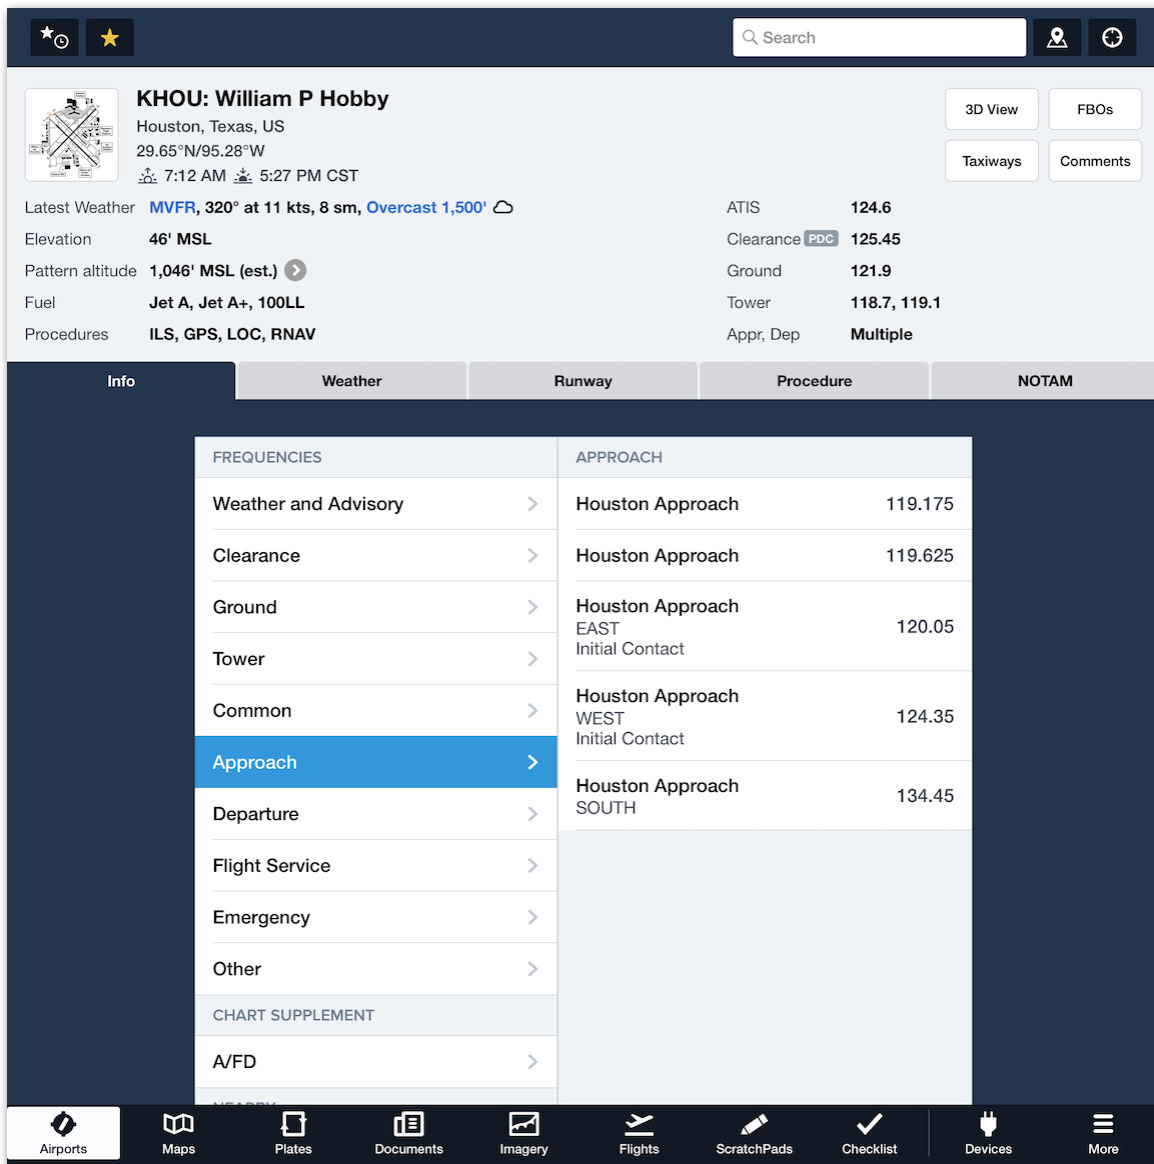 Search
KHOU: William P Hobby
Houston, Texas, US
29.65°N/95.28°W
7:12 AM 5:27 PM CST
3D View FBOs
Taxiways Comments
Latest Weather MVFR, 320° at 11 kts, 8 sm, Overcast 1,500'
Elevation 46' MSL
Pattern altitude 1,046' MSL (est.)
Fuel Jet A, Jet A+, 100LL
Procedures ILS, GPS, LOC, RNAV
ATIS 124.6
Clearance PDC 125.45
Ground 121.9
Tower 118.7, 119.1
Appr, Dep Multiple
Info Weather Runway Procedure NOTAM
FREQUENCIES
Weather and Advisory
Clearance
Ground
Tower
Common
Approach
Departure
Flight Service
Emergency
Other
CHART SUPPLEMENT
A/FD
NEARBY
APPROACH
Houston Approach 119.175
Houston Approach 119.625
Houston Approach
EAST
Initial Contact
120.05
Houston Approach
WEST
Initial Contact
124.35
Houston Approach
SOUTH
134.45
Airports Maps Plates Documents Imagery Flights ScratchPads Checklist Devices More